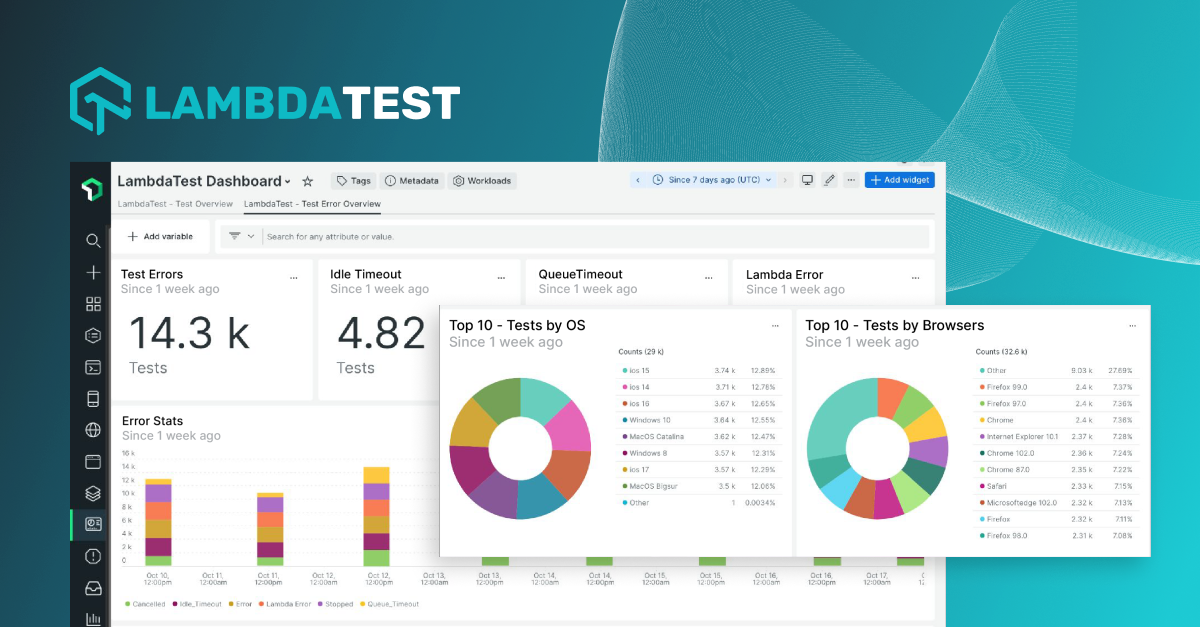 LAMBDATEST
LambdaTest Dashboard
Tags
Metadata
Workloads
Since 7 days ago (UTC)
Add widget
LambdaTest - Test Overview
LambdaTest - Test Error Overview
Add variable
Search for any attribute or value.
Test Errors
Since 1 week ago
14.3 k
Tests
Idle Timeout
Since 1 week ago
4.82
Tests
QueueTimeout
Since 1 week ago
Lambda Error
Since 1 week ago
Top 10 - Tests by OS
Since 1 week ago
Counts (29 k)
ios 15 3.74 k 12.89%
ios 14 3.71 k 12.78%
ios 16 3.67 k 12.65%
Windows 10 3.64 k 12.55%
MacOS Catalina 3.62 k 12.47%
Windows 8 3.57 k 12.31%
ios 17 3.57 k 12.29%
MacOS Bigsur 3.5 k 12.06%
Other 1 0.0034%
Top 10 - Tests by Browsers
Since 1 week ago
Counts (32.6 k)
Other 9.03 k 27.69%
Firefox 99.0 2.4 k 7.37%
Firefox 97.0 2.4 k 7.36%
Chrome 2.4 k 7.36%
Internet Explorer 10.1 2.37 k 7.28%
Chrome 102.0 2.36 k 7.24%
Chrome 87.0 2.35 k 7.22%
Safari 2.33 k 7.15%
Microsoftedge 102.0 2.32 k 7.13%
Firefox 2.32 k 7.11%
Firefox 98.0 2.31 k 7.08%
Error Stats
Since 1 week ago
16 k
14 k
12 k
10 k
8 k
6 k
4 k
2 k
0
Oct 10, Oct 11, Oct 11, Oct 12, Oct 12, Oct 13, Oct 13, Oct 14, Oct 14, Oct 15, Oct 15, Oct 16, Oct 16, Oct 17,
12:00pm 12:00am 12:00pm 12:00am 12:00pm 12:00am 12:00pm 12:00am 12:00pm 12:00am 12:00pm 12:00am 12:00pm 12:00am
Cancelled Idle_Timeout Error Lambda Error Stopped Queue_Timeout